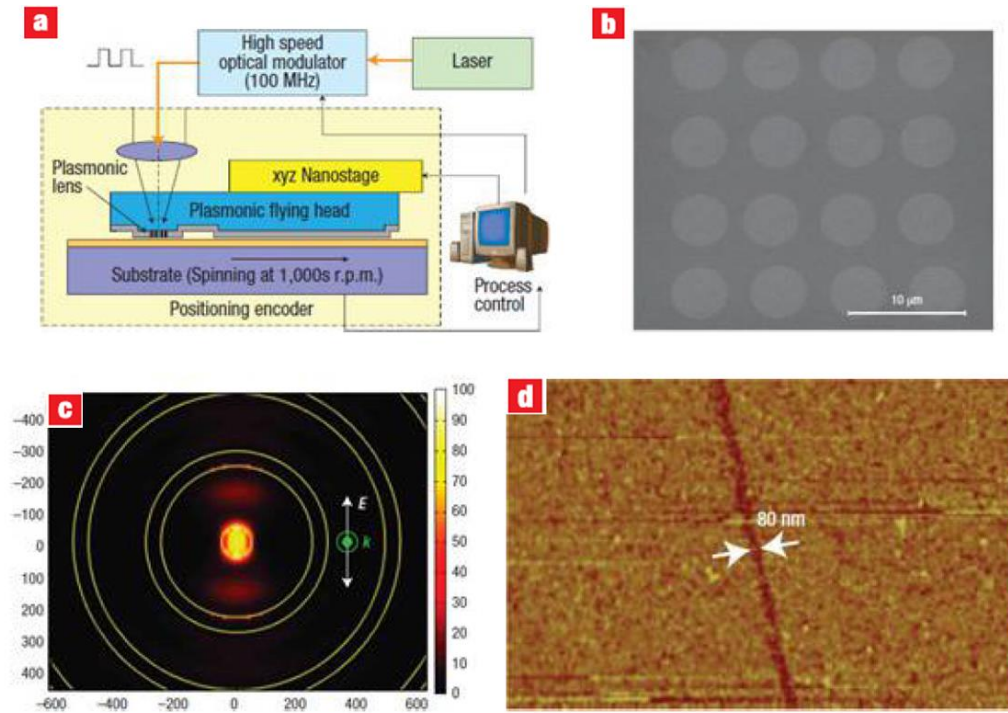 a
High speed
optical modulator
(100 MHz)
Laser
Plasmonic
lens
xyz Nanostage
Plasmonic flying head
Substrate (Spinning at 1,000s r.p.m.)
Positioning encoder
Process
control
b
10 μm
c
-400
-300
-200
-100
0
100
200
300
400
-600
-400
-200
0
200
400
600
E
k
100
90
80
70
60
50
40
30
20
10
0
d
80 nm